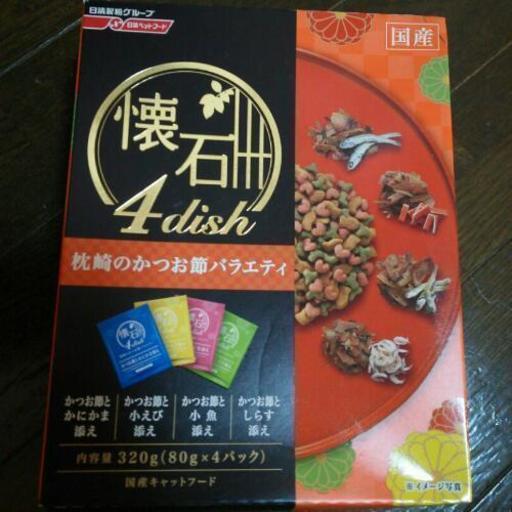 日清製粉グループ
日清ペットフード
国産
懐石
4dish
枕崎のかつお節バラエティ
懐石
4dish
かつお節と
かにかま
添え
かつお節と
小えび
添え
かつお節と
小魚
添え
かつお節と
しらす
添え
内容量 320g(80g×4パック)
国産キャットフード
※イメージ写真